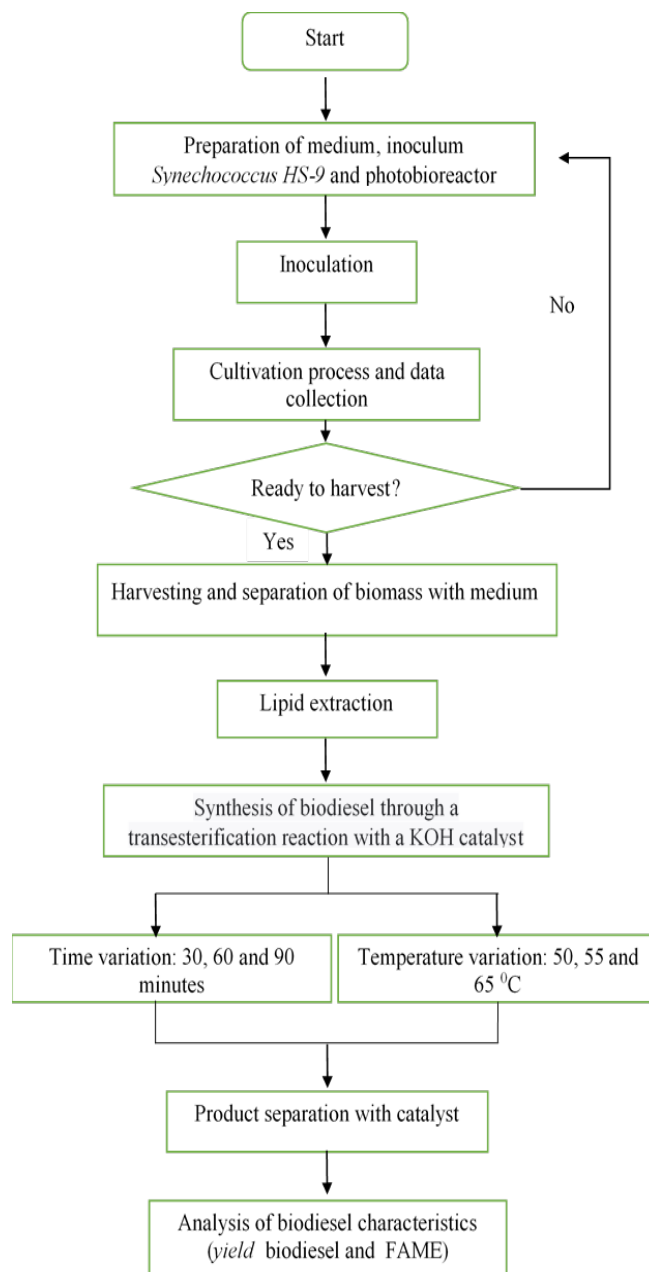 Start
Preparation of medium, inoculum
Synechococcus HS-9 and photobioreactor
Inoculation
No
Cultivation process and data
collection
Ready to harvest?
Yes
Harvesting and separation of biomass with medium
Lipid extraction
Synthesis of biodiesel through a
transesterification reaction with a KOH catalyst
Time variation: 30, 60 and 90
minutes
Temperature variation: 50, 55 and
65 ⁰C
Product separation with catalyst
Analysis of biodiesel characteristics
(yield biodiesel and FAME)